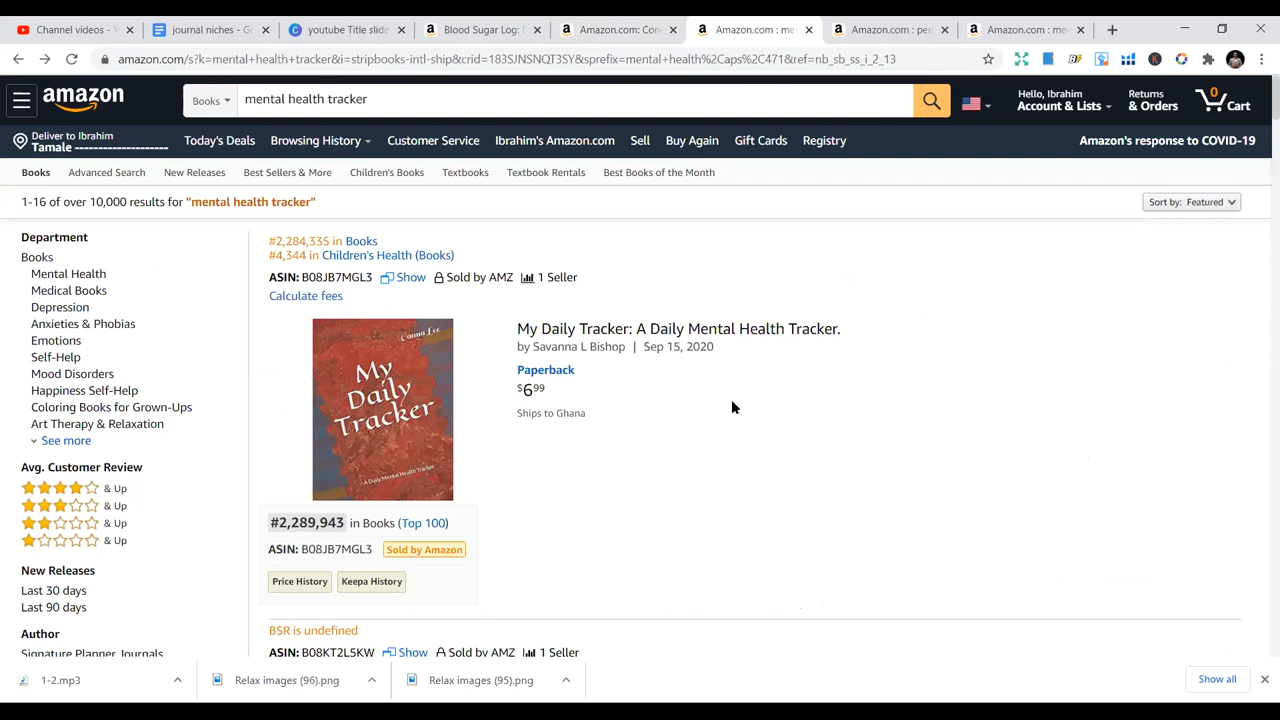 Channel videos - Y
journal niches - Go
youtube Title slide
Blood Sugar Log:
Amazon.com: Con
Amazon.com : me
Amazon.com : per
Amazon.com : me
amazon.com/s?k=mental+health+tracker&i=stripbooks-intl-ship&crid=183SJNSNQT3SY&sprefix=mental+health%2Caps%2C471&ref=nb_sb_ss_i_2_13
amazon
Books
mental health tracker
Hello, Ibrahim
Account & Lists
Returns
& Orders
0
Cart
Deliver to Ibrahim
Tamale --------------------
Today's Deals
Browsing History
Customer Service
Ibrahim's Amazon.com
Sell
Buy Again
Gift Cards
Registry
Amazon's response to COVID-19
Books
Advanced Search
New Releases
Best Sellers & More
Children's Books
Textbooks
Textbook Rentals
Best Books of the Month
1-16 of over 10,000 results for "mental health tracker"
Sort by: Featured
Department
Books
Mental Health
Medical Books
Depression
Anxieties & Phobias
Emotions
Self-Help
Mood Disorders
Happiness Self-Help
Coloring Books for Grown-Ups
Art Therapy & Relaxation
See more
Avg. Customer Review
& Up
& Up
& Up
& Up
New Releases
Last 30 days
Last 90 days
Author
Signature Planner Journals
#2,284,335 in Books
#4,344 in Children's Health (Books)
ASIN: B08JB7MGL3 Show Sold by AMZ 1 Seller
Calculate fees
My
Daily
Tracker
A Daily Mental Health Tracker
My Daily Tracker: A Daily Mental Health Tracker.
by Savanna L Bishop | Sep 15, 2020
Paperback
$6.99
Ships to Ghana
#2,289,943 in Books (Top 100)
ASIN: B08JB7MGL3 Sold by Amazon
Price History
Keepa History
BSR is undefined
ASIN: B08KT2L5KW Show Sold by AMZ 1 Seller
1-2.mp3
Relax images (96).png
Relax images (95).png
Show all